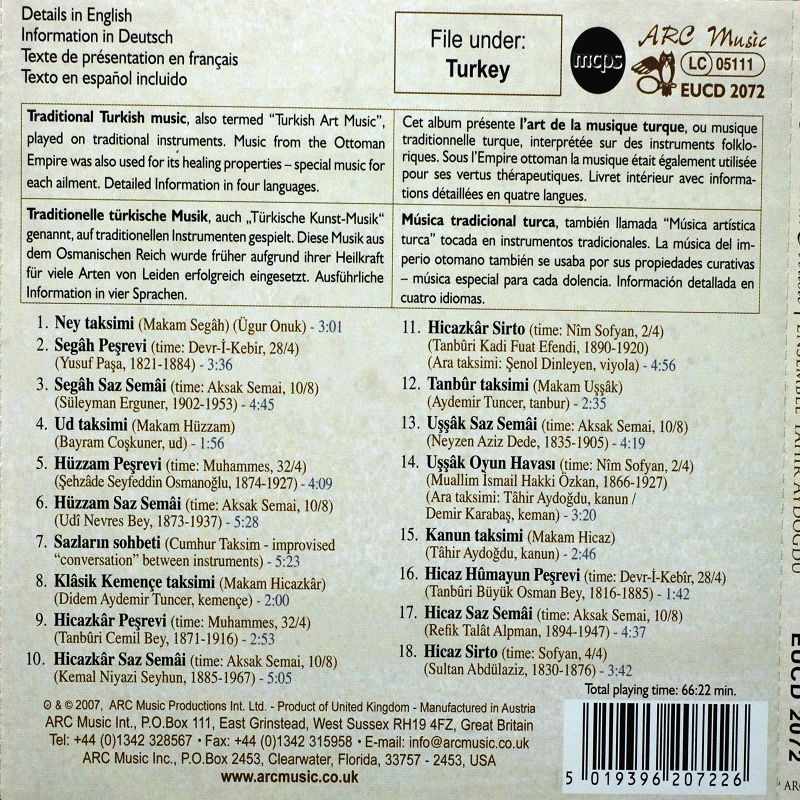 Details in English
Information in Deutsch
Texte de présentation en français
Texto en español incluido
File under:
Turkey
mcps
ARC Music
LC 05111
EUCD 2072
Traditional Turkish music, also termed "Turkish Art Music",
played on traditional instruments. Music from the Ottoman
Empire was also used for its healing properties – special music for
each ailment. Detailed Information in four languages.
Cet album présente l'art de la musique turque, ou musique
traditionnelle turque, interprétée sur des instruments folklo-
riques. Sous l'Empire ottoman la musique était également utilisée
pour ses vertus thérapeutiques. Livret intérieur avec informa-
tions détaillées en quatre langues.
Traditionelle türkische Musik, auch „Türkische Kunst-Musik"
genannt, auf traditionellen Instrumenten gespielt. Diese Musik aus
dem Osmanischen Reich wurde früher aufgrund ihrer Heilkraft
für viele Arten von Leiden erfolgreich eingesetzt. Ausführliche
Information in vier Sprachen.
Música tradicional turca, también llamada "Música artística
turca" tocada en instrumentos tradicionales. La música del im-
perio otomano también se usaba por sus propiedades curativas
– música especial para cada dolencia. Información detallada en
cuatro idiomas.
1. Ney taksimi (Makam Segâh) (Ügur Onuk) - 3:01
2. Segâh Peşrevi (time: Devr-İ-Kebir, 28/4)
(Yusuf Paşa, 1821-1884) - 3:36
3. Segâh Saz Semâi (time: Aksak Semai, 10/8)
(Süleyman Erguner, 1902-1953) - 4:45
4. Ud taksimi (Makam Hüzzam)
(Bayram Coşkuner, ud) - 1:56
5. Hüzzam Peşrevi (time: Muhammes, 32/4)
(Şehzâde Seyfeddin Osmanoğlu, 1874-1927) - 4:09
6. Hüzzam Saz Semâi (time: Aksak Semai, 10/8)
(Udî Nevres Bey, 1873-1937) - 5:28
7. Sazların sohbeti (Cumhur Taksim - improvised
"conversation" between instruments) - 5:23
8. Klâsik Kemençe taksimi (Makam Hicazkâr)
(Didem Aydemir Tuncer, kemençe) - 2:00
9. Hicazkâr Peşrevi (time: Muhammes, 32/4)
(Tanbûri Cemil Bey, 1871-1916) - 2:53
10. Hicazkâr Saz Semâi (time: Aksak Semai, 10/8)
(Kemal Niyazi Seyhun, 1885-1967) - 5:05
11. Hicazkâr Sirto (time: Nîm Sofyan, 2/4)
(Tanbûri Kadi Fuat Efendi, 1890-1920)
(Ara taksimi: Şenol Dinleyen, viyola) - 4:56
12. Tanbûr taksimi (Makam Uşşâk)
(Aydemir Tuncer, tanbur) - 2:35
13. Uşşâk Saz Semâi (time: Aksak Semai, 10/8)
(Neyzen Aziz Dede, 1835-1905) - 4:19
14. Uşşâk Oyun Havası (time: Nîm Sofyan, 2/4)
(Muallim İsmail Hakki Özkan, 1866-1927)
(Ara taksimi: Tâhir Aydoğdu, kanun /
Demir Karabaş, keman) - 3:20
15. Kanun taksimi (Makam Hicaz)
(Tâhir Aydoğdu, kanun) - 2:46
16. Hicaz Hûmayun Peşrevi (time: Devr-İ-Kebîr, 28/4)
(Tanbûri Büyük Osman Bey, 1816-1885) - 1:42
17. Hicaz Saz Semâi (time: Aksak Semai, 10/8)
(Refik Talât Alpman, 1894-1947) - 4:37
18. Hicaz Sirto (time: Sofyan, 4/4)
(Sultan Abdülaziz, 1830-1876) - 3:42
Total playing time: 66:22 min.
℗ & © 2007, ARC Music Productions Int. Ltd. - Product of United Kingdom - Manufactured in Austria
ARC Music Int., P.O.Box 111, East Grinstead, West Sussex RH19 4FZ, Great Britain
Tel: +44 (0)1342 328567 · Fax: +44 (0)1342 315958 · E-mail: info@arcmusic.co.uk
ARC Music Inc., P.O.Box 2453, Clearwater, Florida, 33757 - 2453, USA
www.arcmusic.co.uk
5 019396 207226
ENSEMBLE TÂHIR AYDOĞDU
EUCD 2072